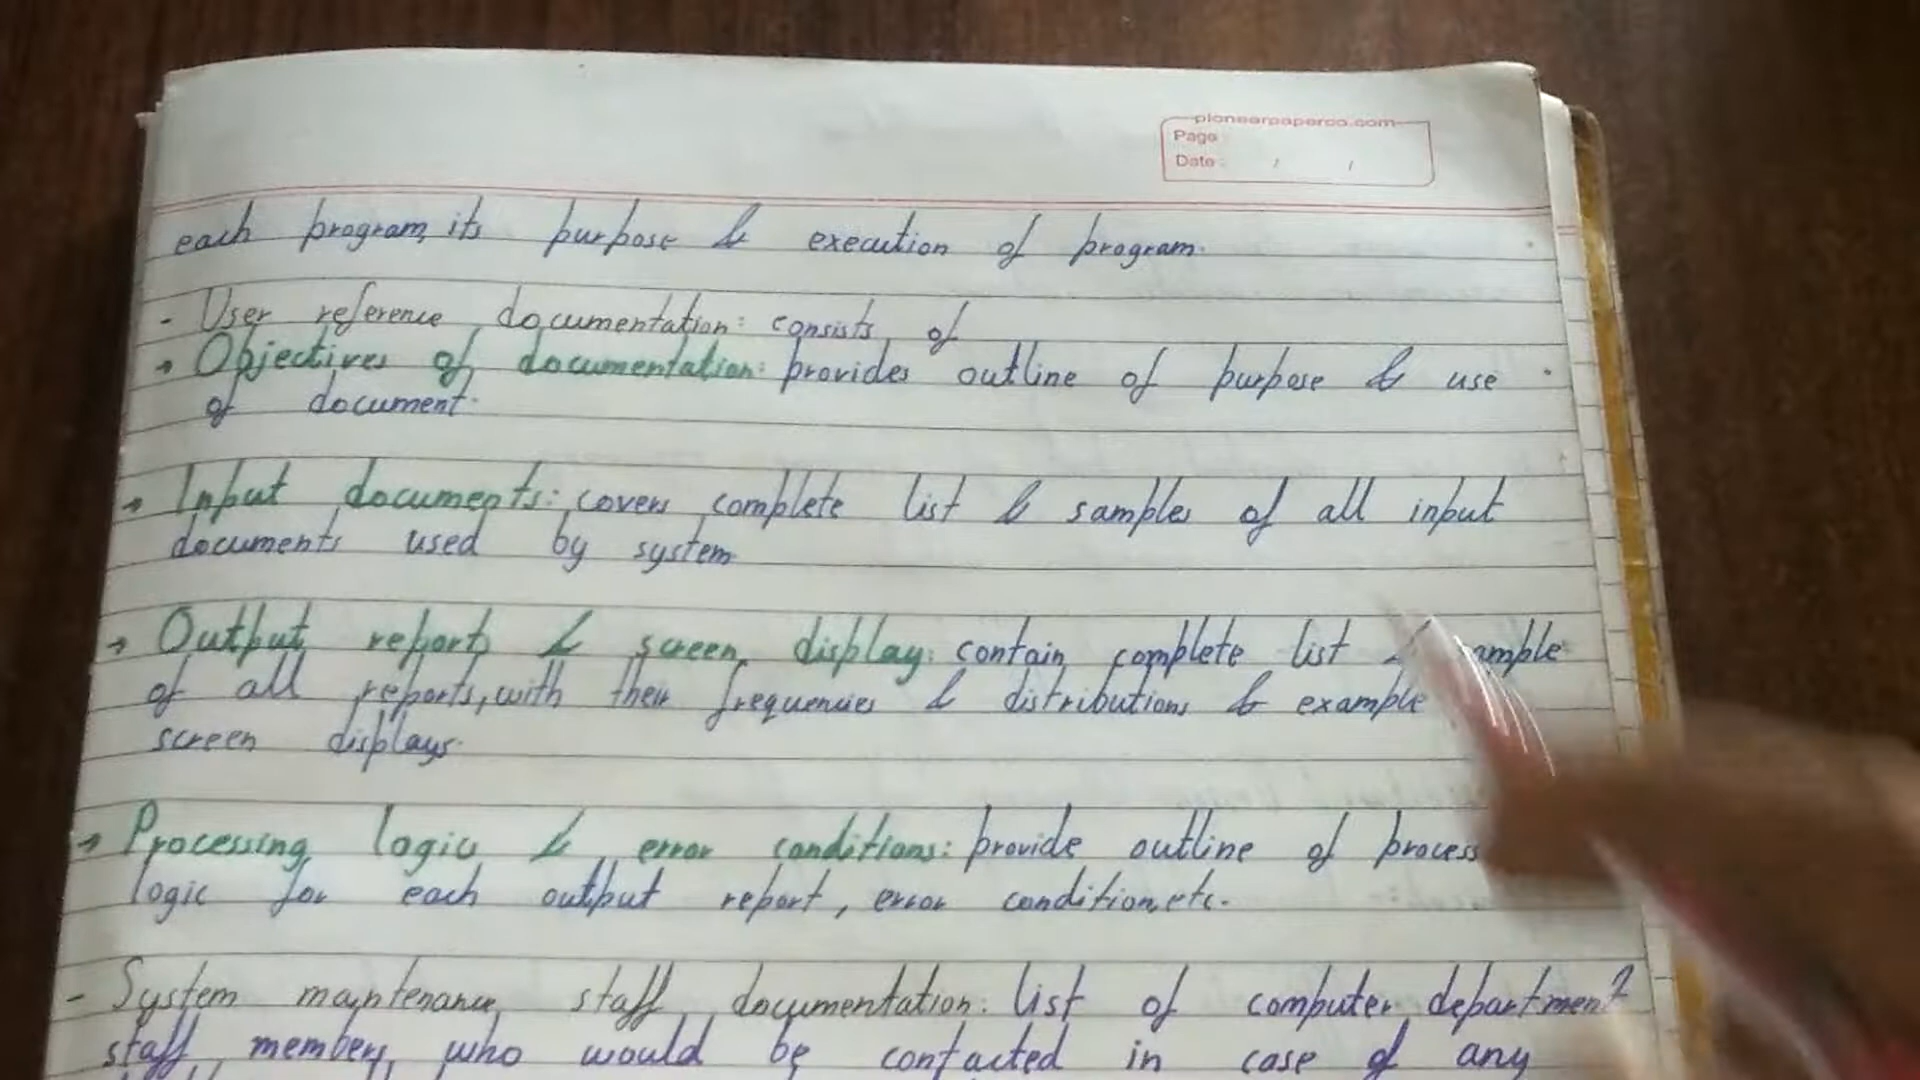 pioneerpaperco.com
Page
Date : / /
each program, its purpose & execution of program.
- User reference documentation: consists of
→ Objectives of documentation: provides outline of purpose & use
of document.
→ Input documents: covers complete list & samples of all input
documents used by system
→ Output reports & screen display: contain complete list
of all reports, with their frequencies & distributions & example
screen displays.
→ Processing logic & error conditions: provide outline of process
logic for each output report, error condition, etc.
- System maintenance staff documentation: list of computer department
staff members who would be contacted in case of any